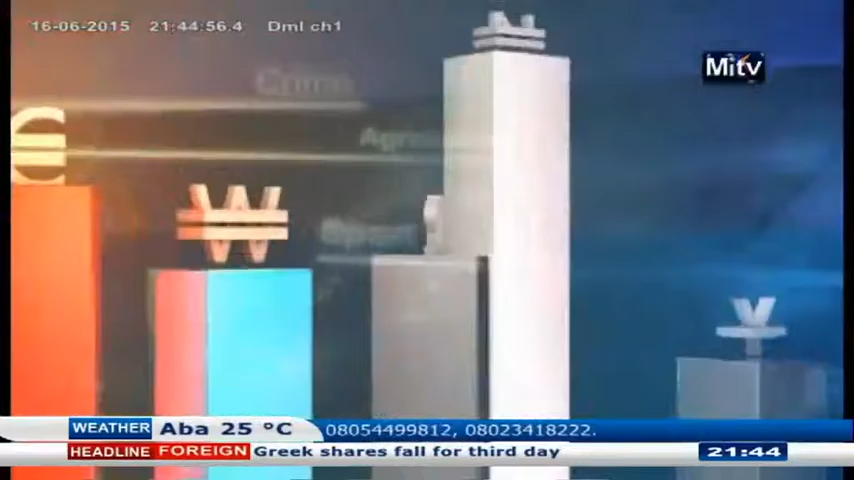 16-06-2015 21:44:56.4 Dml ch1
Mitv
Crime
€
₩
₦
¥
WEATHER Aba 25 °C 08054499812, 08023418222.
HEADLINE FOREIGN Greek shares fall for third day 21:44